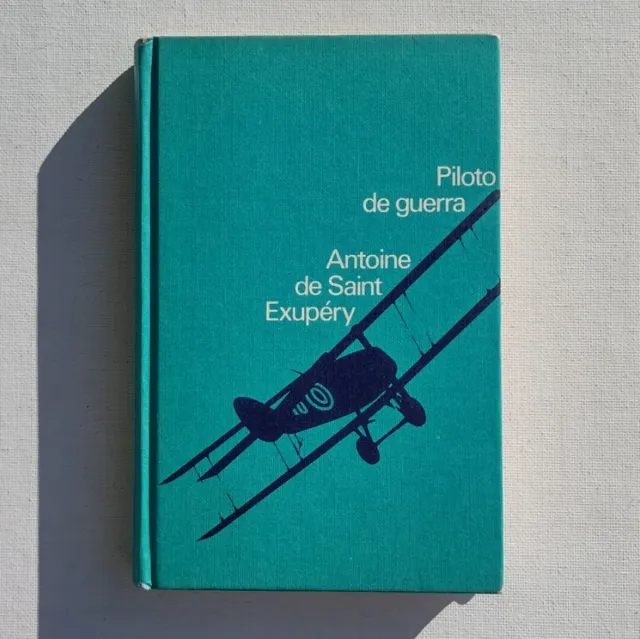 Piloto
de guerra
Antoine
de Saint
Exupéry